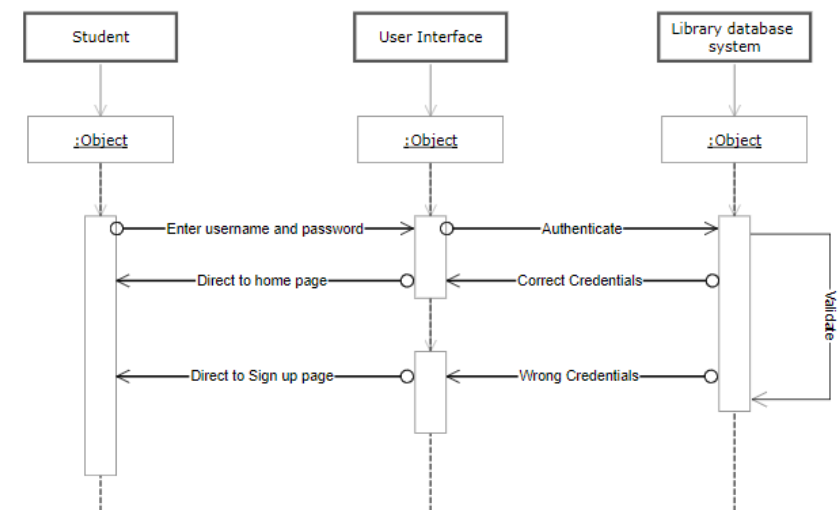 Student
User Interface
Library database
system
:Object
:Object
:Object
Enter username and password
Authenticate
Direct to home page
Correct Credentials
Validate
Direct to Sign up page
Wrong Credentials